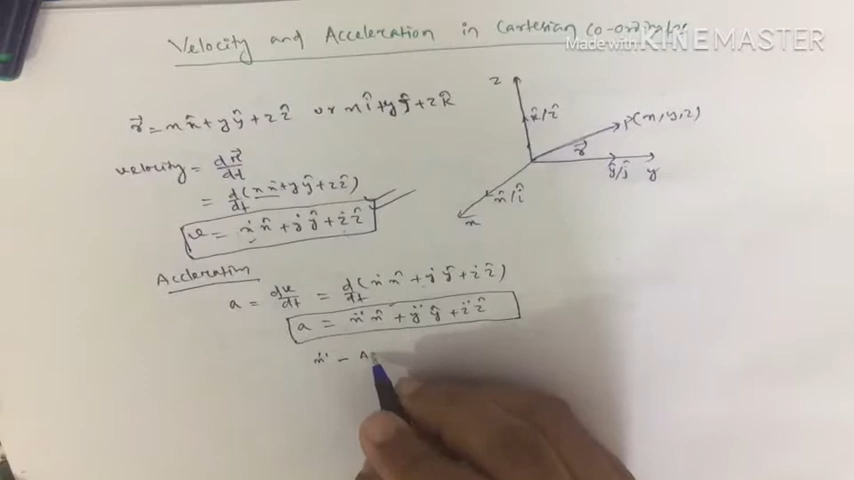 Velocity and Acceleration in Cartesian co-ordinates
Made with KINEMASTER
r⃗ = xx̂ + yŷ + zẑ or xî + yĵ + zk̂
velocity = dr⃗/dt
= d/dt (xx̂ + yŷ + zẑ)
v = ẋx̂ + ẏŷ + żẑ
z
k̂/ẑ
P(x,y,z)
r⃗
ŷ/ĵ y
x̂/î
x
Acceleration
a = dv/dt = d/dt (ẋx̂ + ẏŷ + żẑ)
a = ẍx̂ + ÿŷ + z̈ẑ
ẍ – A